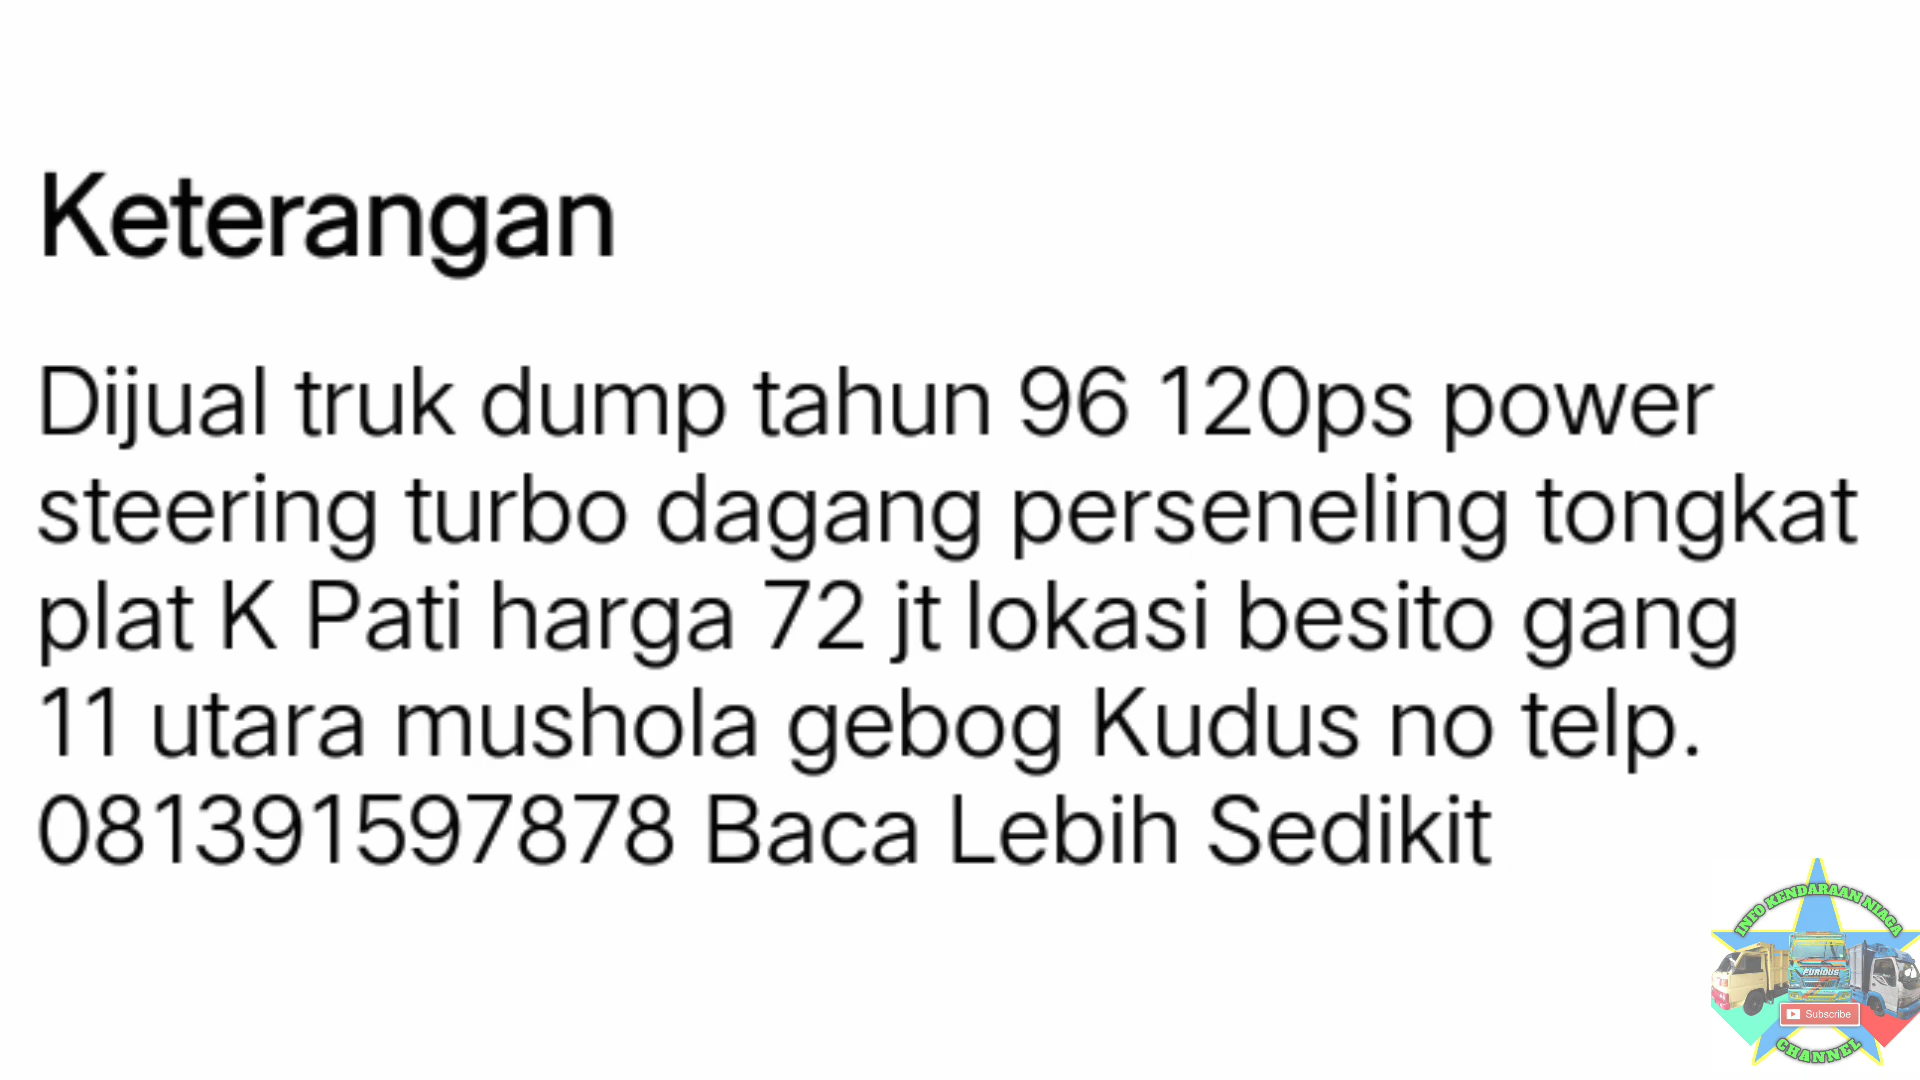 Keterangan
Dijual truk dump tahun 96 120ps power
steering turbo dagang perseneling tongkat
plat K Pati harga 72 jt lokasi besito gang
11 utara mushola gebog Kudus no telp.
081391597878 Baca Lebih Sedikit
INFO KENDARAAN NIAGA
FURIOUS
Subscribe
CHANNEL